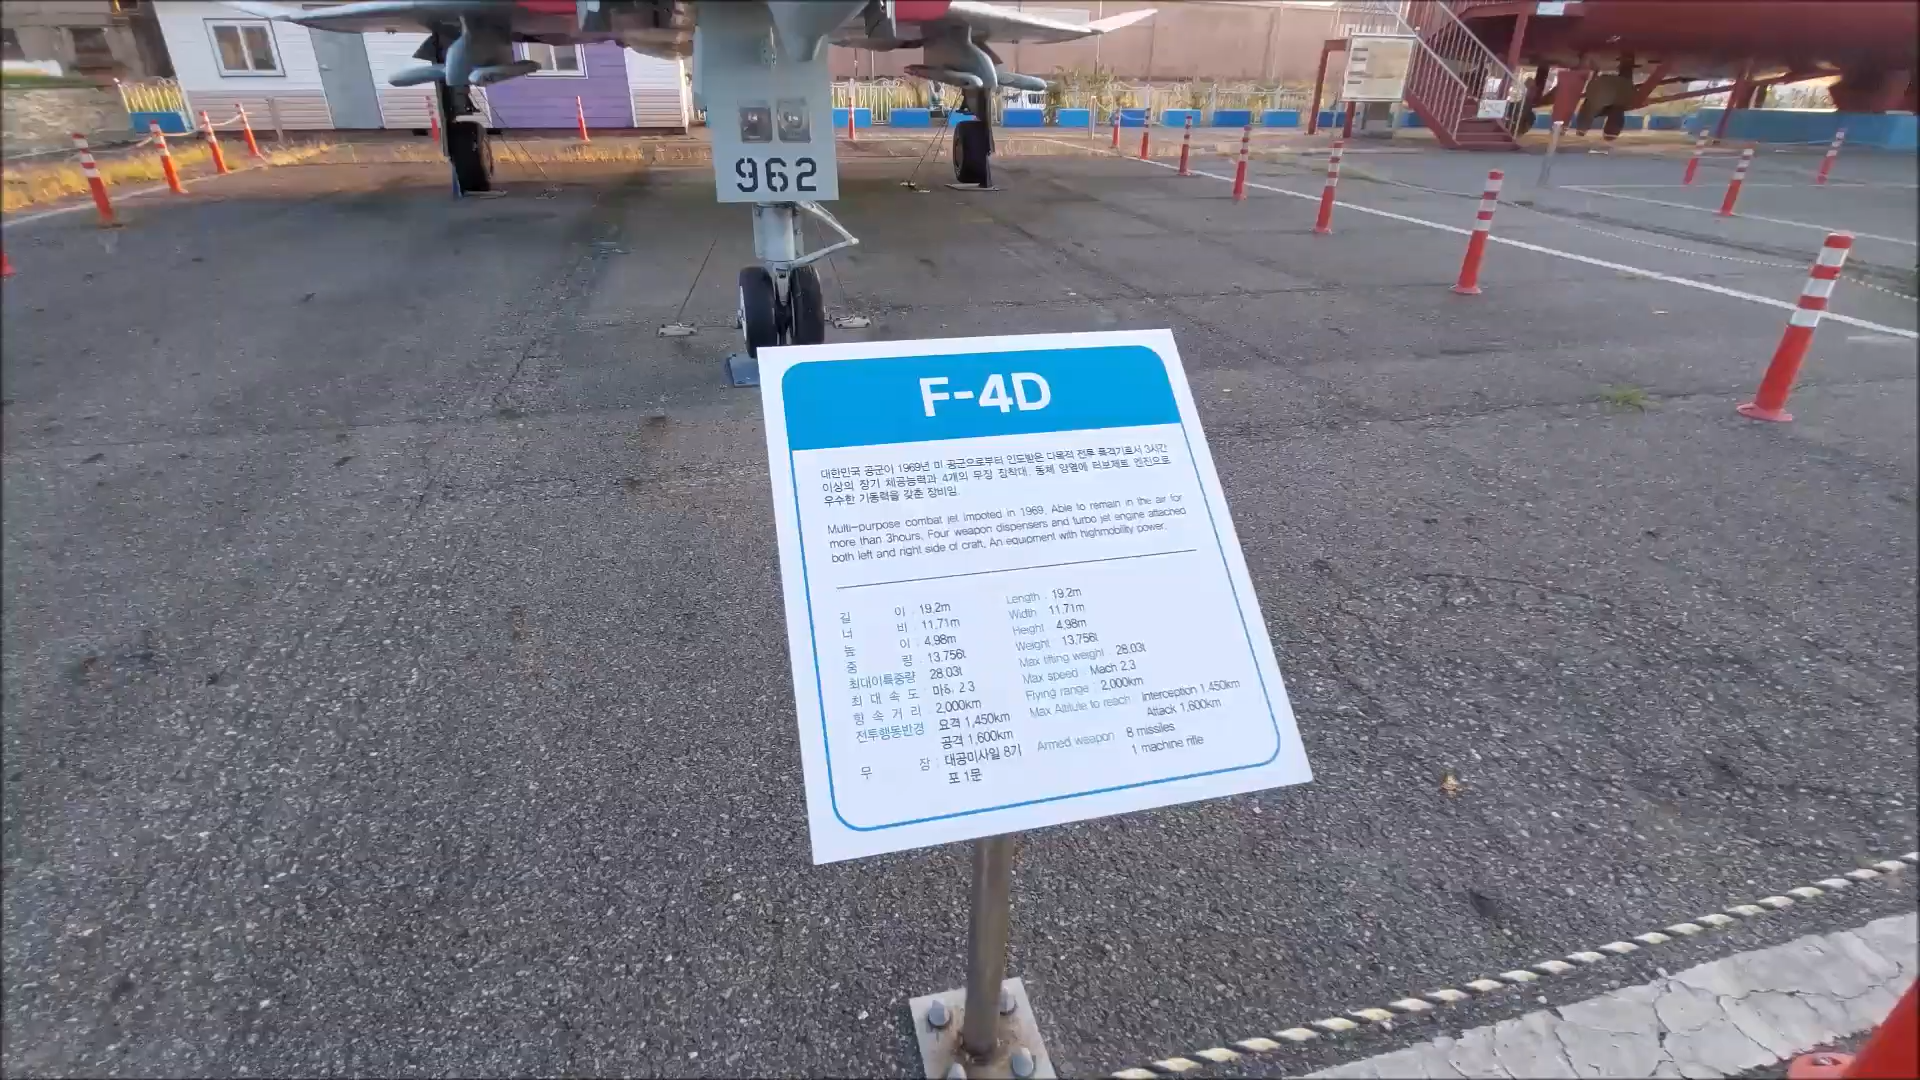 962
F-4D
대한민국 공군이 1969년 미 공군으로부터 인도받은 다목적 전투 폭격기로서 3시간
이상의 장기 체공능력과 4개의 무장 장착대, 동체 양옆에 터보제트 엔진으로
우수한 기동력을 갖춘 장비임.
Multi-purpose combat jet impoted in 1969. Able to remain in the air for
more than 3hours. Four weapon dispensers and turbo jet engine attached
both left and right side of craft. An equipment with highmobility power.
길 이 : 19.2m
너 비 : 11.71m
높 이 : 4.98m
중 량 : 13.756t
최대이륙중량 : 28.03t
최 대 속 도 : 마하. 2.3
항 속 거 리 : 2,000km
전투행동반경 : 요격 1,450km
공격 1,600km
무 장 : 대공미사일 8기
포 1문
Length : 19.2m
Width : 11.71m
Height : 4.98m
Weight : 13.756t
Max lifting weight : 28.03t
Max speed : Mach 2.3
Flying range : 2,000km
Max Altitute to reach : Interception 1,450km
Attack 1,600km
Armed weapon : 8 missiles
1 machine rifle